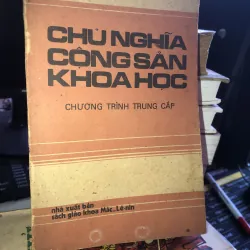 CHỦ NGHĨA
CỘNG SẢN
KHOA HỌC
CHƯƠNG TRÌNH TRUNG CẤP
nhà xuất bản
sách giáo khoa Mác. Lê-nin